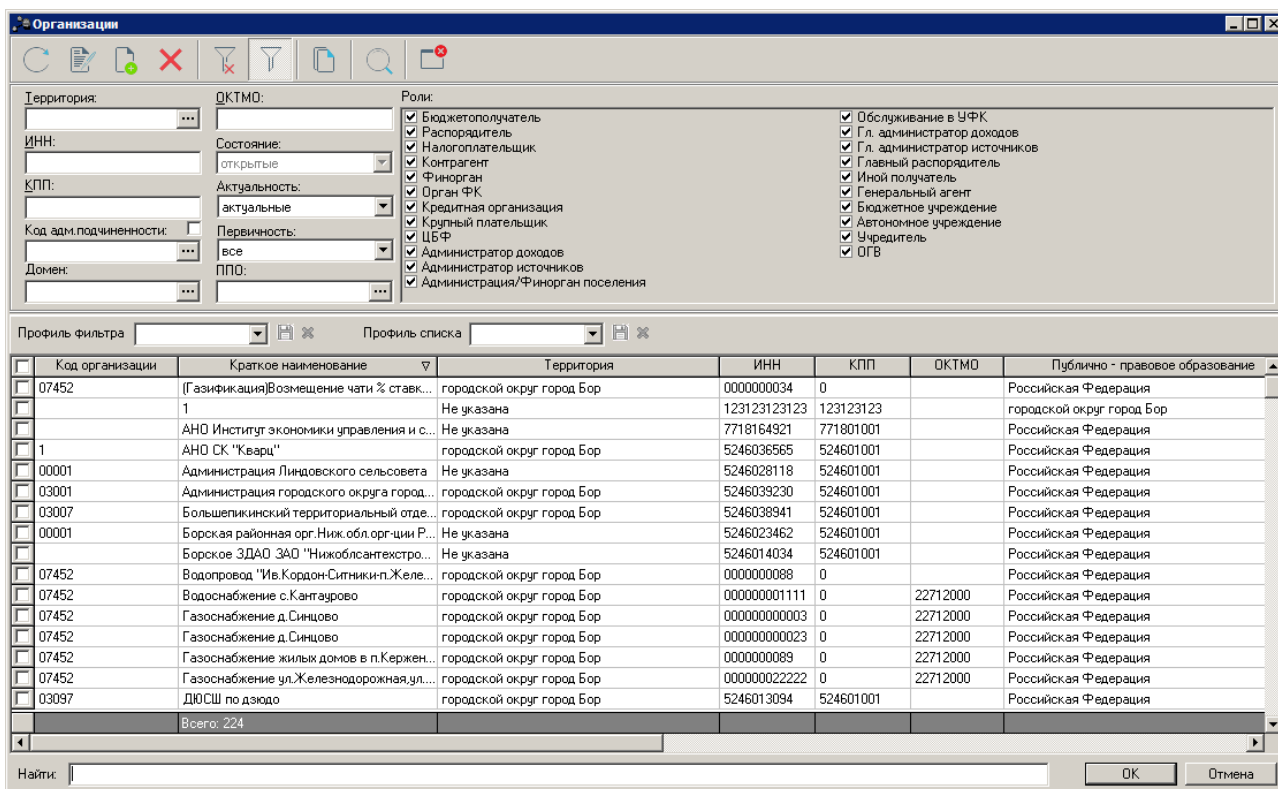 Организации
Территория:
ОКТМО:
Роли:
ИНН:
Состояние:
открытые
КПП:
Актуальность:
актуальные
Код адм.подчиненности:
Первичность:
все
Домен:
ППО:
Бюджетополучатель
Распорядитель
Налогоплательщик
Контрагент
Финорган
Орган ФК
Кредитная организация
Крупный плательщик
ЦБФ
Администратор доходов
Администратор источников
Администрация/Финорган поселения
Обслуживание в УФК
Гл. администратор доходов
Гл. администратор источников
Главный распорядитель
Иной получатель
Генеральный агент
Бюджетное учреждение
Автономное учреждение
Учредитель
ОГВ
Профиль фильтра Профиль списка
Код организации Краткое наименование Территория ИНН КПП ОКТМО Публично - правовое образование
07452 (Газификация)Возмещение чати % ставк... городской округ город Бор 0000000034 0 Российская Федерация
1 Не указана 123123123123 123123123 городской округ город Бор
АНО Институт экономики управления и с... Не указана 7718164921 771801001 Российская Федерация
1 АНО СК "Кварц" городской округ город Бор 5246036565 524601001 Российская Федерация
00001 Администрация Линдовского сельсовета Не указана 5246028118 524601001 Российская Федерация
03001 Администрация городского округа город... городской округ город Бор 5246039230 524601001 Российская Федерация
03007 Большепикинский территориальный отде... городской округ город Бор 5246038941 524601001 Российская Федерация
00001 Борская районная орг.Ниж.обл.орг-ции Р... Не указана 5246023462 524601001 Российская Федерация
Борское ЗДАО ЗАО "Нижоблсантехстро... Не указана 5246014034 524601001 Российская Федерация
07452 Водопровод "Ив.Кордон-Ситники-п.Желе... городской округ город Бор 0000000088 0 Российская Федерация
07452 Водоснабжение с.Кантаурово городской округ город Бор 000000001111 0 22712000 Российская Федерация
07452 Газоснабжение д.Синцово городской округ город Бор 000000000003 0 22712000 Российская Федерация
07452 Газоснабжение д.Синцово городской округ город Бор 000000000023 0 22712000 Российская Федерация
07452 Газоснабжение жилых домов в п.Кержен... городской округ город Бор 0000000089 0 22712000 Российская Федерация
07452 Газоснабжение ул.Железнодорожная,ул.... городской округ город Бор 000000022222 0 22712000 Российская Федерация
03097 ДЮСШ по дзюдо городской округ город Бор 5246013094 524601001 Российская Федерация
Всего: 224
Найти: OK Отмена